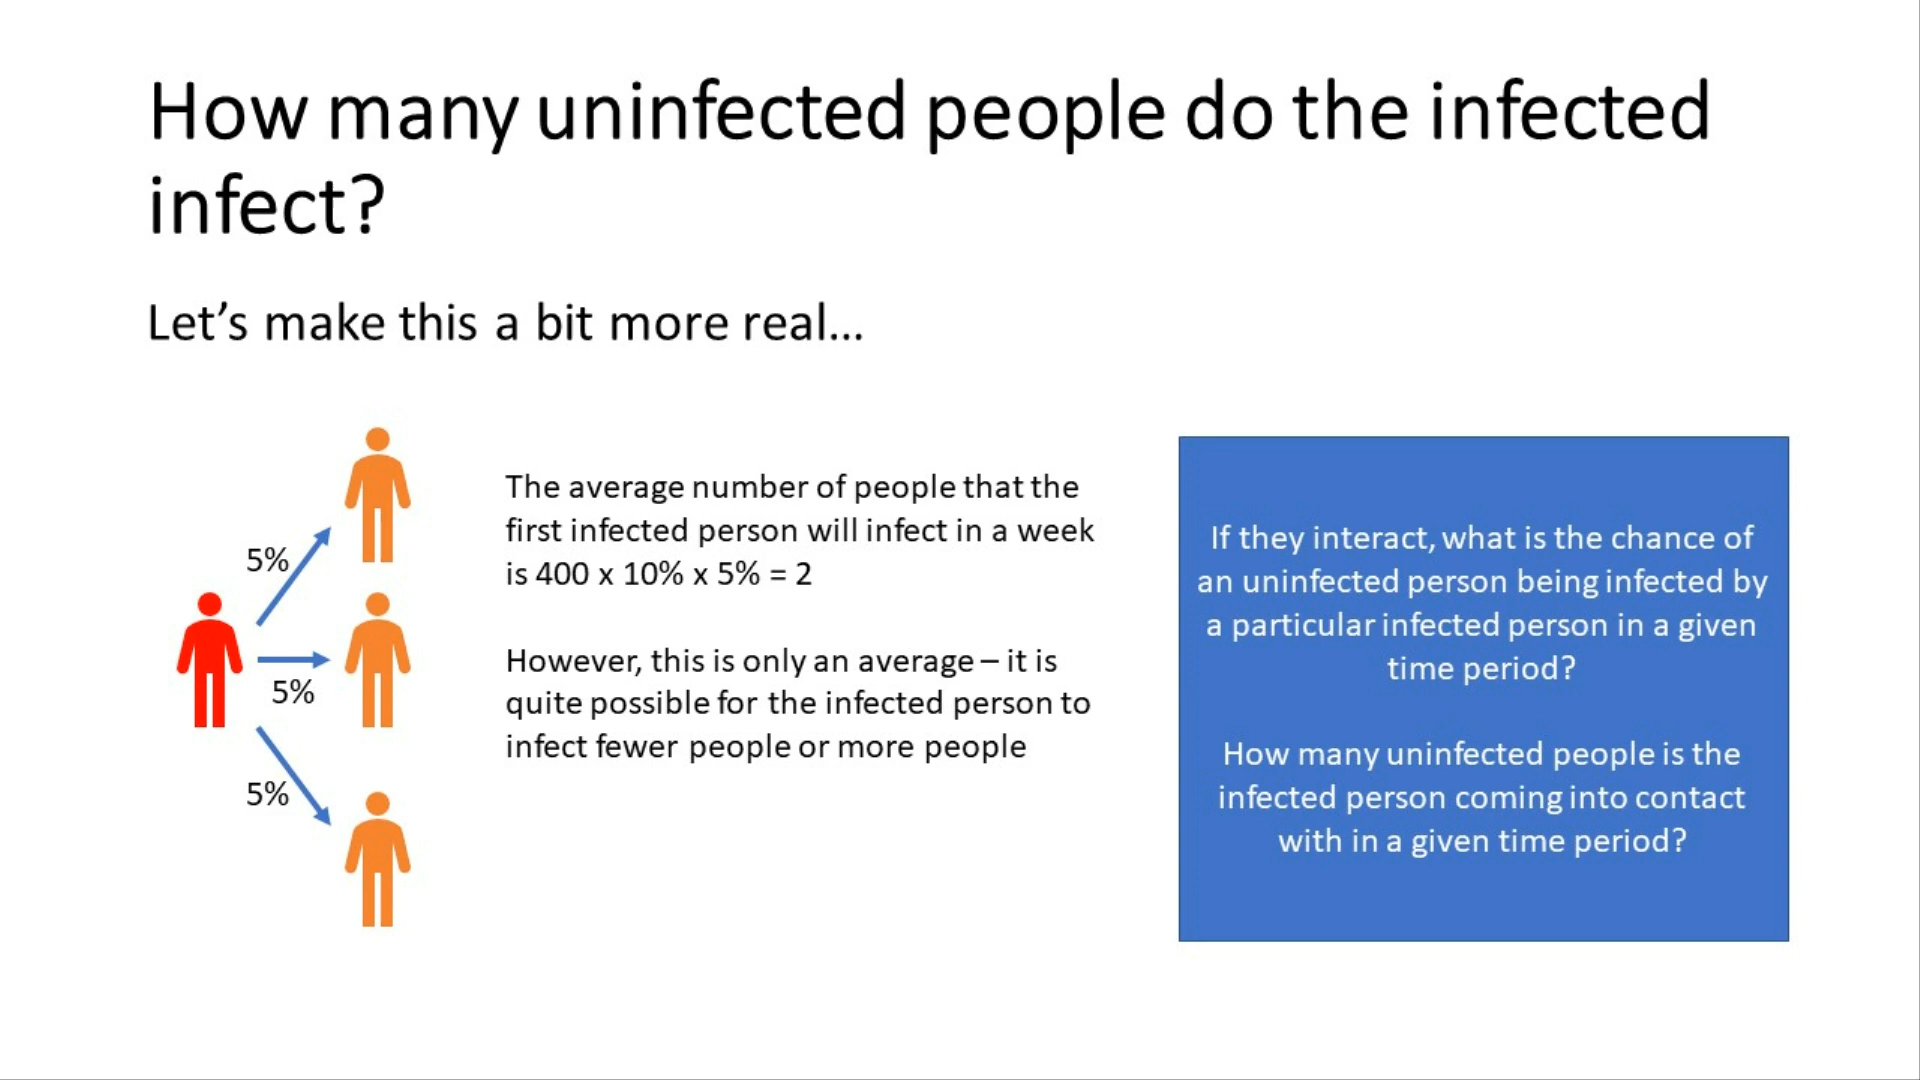 How many uninfected people do the infected
infect?
Let’s make this a bit more real...
5%
5%
5%
The average number of people that the
first infected person will infect in a week
is 400 x 10% x 5% = 2
However, this is only an average – it is
quite possible for the infected person to
infect fewer people or more people
If they interact, what is the chance of
an uninfected person being infected by
a particular infected person in a given
time period?
How many uninfected people is the
infected person coming into contact
with in a given time period?